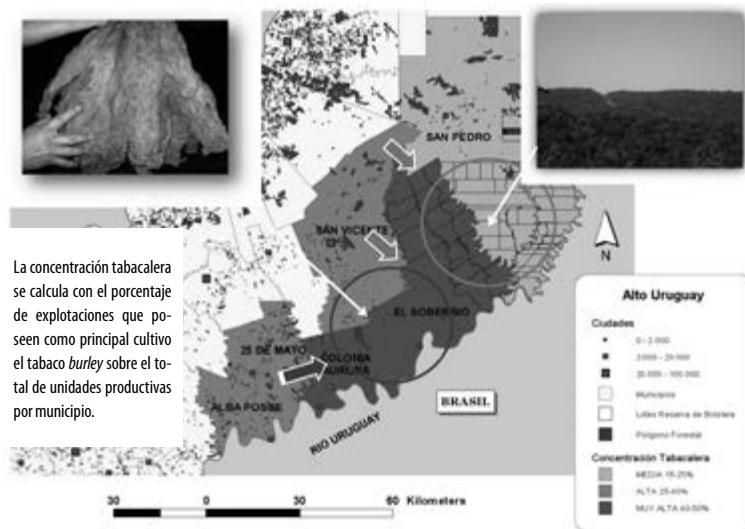 SAN PEDRO
SAN VICENTE
La concentración tabacalera
se calcula con el porcentaje
de explotaciones que po-
seen como principal cultivo
el tabaco burley sobre el to-
tal de unidades productivas
por municipio.
EL SOBERBIO
25 DE MAYO
COLONIA
AURORA
ALBA POSSE
BRASIL
RIO URUGUAY
N
30 0 30 60 Kilometers
Alto Uruguay
Ciudades
0 - 2 000
2 000 - 20 000
20 000 - 100 000
Municipios
Lotes Reserva de Biosfera
Polígono Forestal
Concentración Tabacalera
MEDIA 15-25%
ALTA 25-40%
MUY ALTA 40-50%